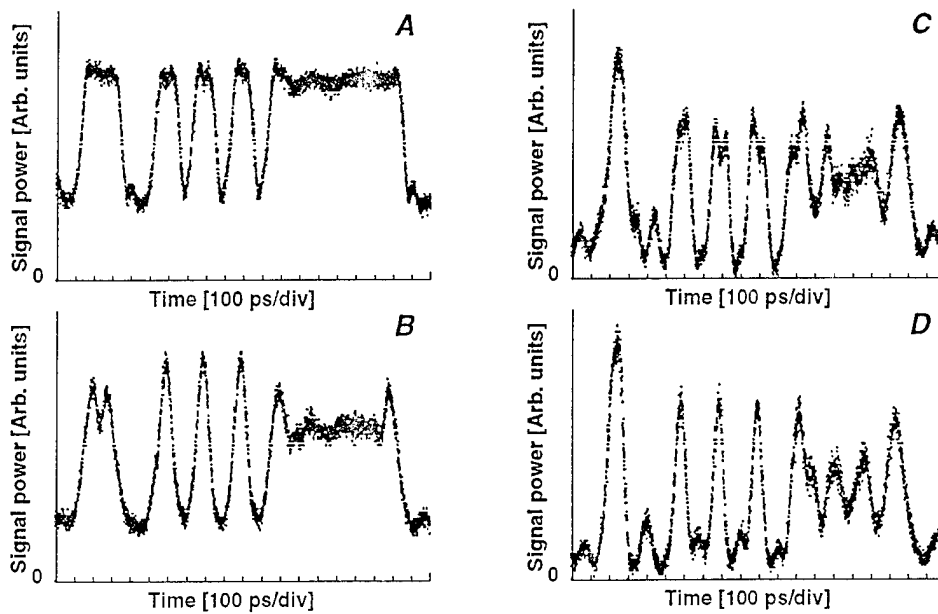 A
Signal power [Arb. units]
0
Time [100 ps/div]
B
Signal power [Arb. units]
0
Time [100 ps/div]
C
Signal power [Arb. units]
0
Time [100 ps/div]
D
Signal power [Arb. units]
0
Time [100 ps/div]